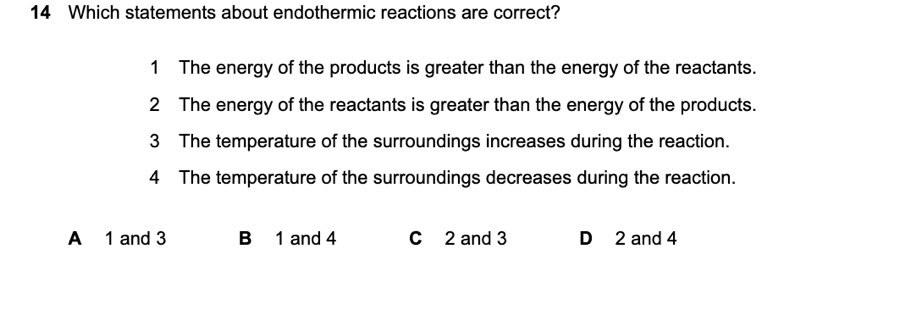 14 Which statements about endothermic reactions are correct?
1 The energy of the products is greater than the energy of the reactants.
2 The energy of the reactants is greater than the energy of the products.
3 The temperature of the surroundings increases during the reaction.
4 The temperature of the surroundings decreases during the reaction.
A 1 and 3 B 1 and 4 C 2 and 3 D 2 and 4